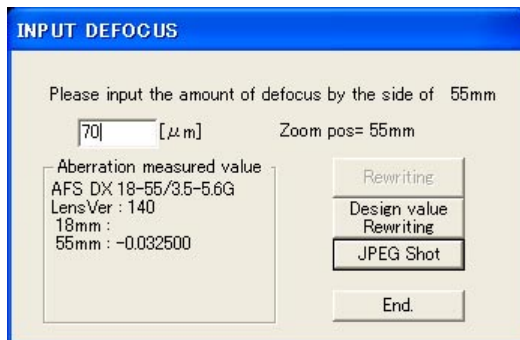 INPUT DEFOCUS
Please input the amount of defocus by the side of 55mm
70 [μm] Zoom pos= 55mm
Aberration measured value
AFS DX 18-55/3.5-5.6G
LensVer : 140
18mm :
55mm : -0.032500
Rewriting
Design value
Rewriting
JPEG Shot
End.